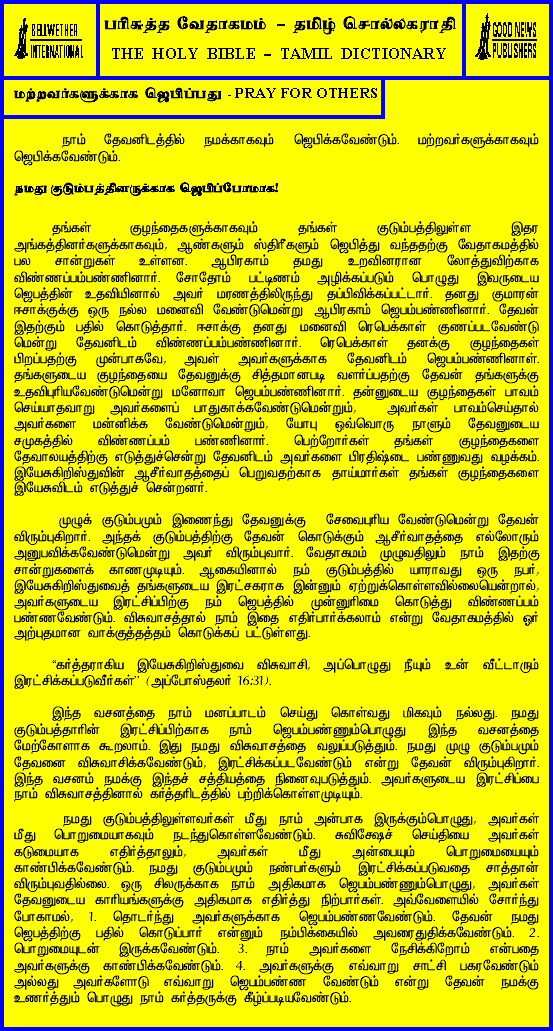 BELLWETHER
INTERNATIONAL
பரிசுத்த வேதாகமம் – தமிழ் சொல்லகராதி
THE HOLY BIBLE – TAMIL DICTIONARY
GOOD NEWS
PUBLISHERS
மற்றவர்களுக்காக ஜெபிப்பது - PRAY FOR OTHERS
நாம் தேவனிடத்தில் நமக்காகவும் ஜெபிக்கவேண்டும். மற்றவர்களுக்காகவும்
ஜெபிக்கவேண்டும்.
நமது குடும்பத்தினருக்காக ஜெபிப்போமாக!
தங்கள் குழந்தைகளுக்காகவும் தங்கள் குடும்பத்திலுள்ள இதர
அங்கத்தினர்களுக்காகவும், ஆண்களும் ஸ்திரீகளும் ஜெபித்து வந்ததற்கு வேதாகமத்தில்
பல சான்றுகள் உள்ளன. ஆபிரகாம் தமது உறவினரான லோத்துவிற்காக
விண்ணப்பம்பண்ணினார். சோதோம் பட்டிணம் அழிக்கப்படும் பொழுது இவருடைய
ஜெபத்தின் உதவியினால் அவர் மரணத்திலிருந்து தப்பிவிக்கப்பட்டார். தனது குமாரன்
ஈசாக்குக்கு ஒரு நல்ல மனைவி வேண்டுமென்று ஆபிரகாம் ஜெபம்பண்ணினார். தேவன்
இதற்கும் பதில் கொடுத்தார். ஈசாக்கு தனது மனைவி ரெபெக்காள் குணப்படவேண்டு
மென்று தேவனிடம் விண்ணப்பம்பண்ணினார். ரெபெக்காள் தனக்கு குழந்தைகள்
பிறப்பதற்கு முன்பாகவே, அவள் அவர்களுக்காக தேவனிடம் ஜெபம்பண்ணினாள்.
தங்களுடைய குழந்தையை தேவனுக்கு சித்தமானபடி வளர்ப்பதற்கு தேவன் தங்களுக்கு
உதவிபுரியவேண்டுமென்று மனோவா ஜெபம்பண்ணினார். தன்னுடைய குழந்தைகள் பாவம்
செய்யாதவாறு அவர்களைப் பாதுகாக்கவேண்டுமென்றும், அவர்கள் பாவம்செய்தால்
அவர்களை மன்னிக்க வேண்டுமென்றும், யோபு ஒவ்வொரு நாளும் தேவனுடைய
சமுகத்தில் விண்ணப்பம் பண்ணினார். பெற்றோர்கள் தங்கள் குழந்தைகளை
தேவாலயத்திற்கு எடுத்துச்சென்று தேவனிடம் அவர்களை பிரதிஷ்டை பண்ணுவது வழக்கம்.
இயேசுகிறிஸ்துவின் ஆசீர்வாதத்தைப் பெறுவதற்காக தாய்மார்கள் தங்கள் குழந்தைகளை
இயேசுவிடம் எடுத்துச் சென்றனர்.
முழுக் குடும்பமும் இணைந்து தேவனுக்கு சேவைபுரிய வேண்டுமென்று தேவன்
விரும்புகிறார். அந்தக் குடும்பத்திற்கு தேவன் கொடுக்கும் ஆசீர்வாதத்தை எல்லோரும்
அனுபவிக்கவேண்டுமென்று அவர் விரும்புவார். வேதாகமம் முழுவதிலும் நாம் இதற்கு
சான்றுகளைக் காணமுடியும். ஆகையினால் நம் குடும்பத்தில் யாராவது ஒரு நபர்,
இயேசுகிறிஸ்துவைத் தங்களுடைய இரட்சகராக இன்னும் ஏற்றுக்கொள்ளவில்லையென்றால்,
அவர்களுடைய இரட்சிப்பிற்கு நம் ஜெபத்தில் முன்னுரிமை கொடுத்து விண்ணப்பம்
பண்ணவேண்டும். விசுவாசத்தால் நாம் இதை எதிர்பார்க்கலாம் என்று வேதாகமத்தில் ஓர்
அற்புதமான வாக்குத்தத்தம் கொடுக்கப் பட்டுள்ளது.
“கர்த்தராகிய இயேசுகிறிஸ்துவை விசுவாசி, அப்பொழுது நீயும் உன் வீட்டாரும்
இரட்சிக்கப்படுவீர்கள்” (அப்போஸ்தலர் 16:31).
இந்த வசனத்தை நாம் மனப்பாடம் செய்து கொள்வது மிகவும் நல்லது. நமது
குடும்பத்தாரின் இரட்சிப்பிற்காக நாம் ஜெபம்பண்ணும்பொழுது இந்த வசனத்தை
மேற்கோளாக கூறலாம். இது நமது விசுவாசத்தை வலுப்படுத்தும். நமது முழு குடும்பமும்
தேவனை விசுவாசிக்கவேண்டும், இரட்சிக்கப்படவேண்டும் என்று தேவன் விரும்புகிறார்.
இந்த வசனம் நமக்கு இந்தச் சத்தியத்தை நினைவுபடுத்தும். அவர்களுடைய இரட்சிப்பை
நாம் விசுவாசத்தினால் கர்த்தரிடத்தில் பற்றிக்கொள்ளமுடியும்.
நமது குடும்பத்திலுள்ளவர்கள் மீது நாம் அன்பாக இருக்கும்பொழுது, அவர்கள்
மீது பொறுமையாகவும் நடந்துகொள்ளவேண்டும். சுவிசேஷச் செய்தியை அவர்கள்
கடுமையாக எதிர்த்தாலும், அவர்கள் மீது அன்பையும் பொறுமையையும்
காண்பிக்கவேண்டும். நமது குடும்பமும் நண்பர்களும் இரட்சிக்கப்படுவதை சாத்தான்
விரும்புவதில்லை. ஒரு சிலருக்காக நாம் அதிகமாக ஜெபம்பண்ணும்பொழுது, அவர்கள்
தேவனுடைய காரியங்களுக்கு அதிகமாக எதிர்த்து நிற்பார்கள். அவ்வேளையில் சோர்ந்து
போகாமல், 1. தொடர்ந்து அவர்களுக்காக ஜெபம்பண்ணவேண்டும். தேவன் நமது
ஜெபத்திற்கு பதில் கொடுப்பார் என்னும் நம்பிக்கையில் அவரைதுதிக்கவேண்டும். 2.
பொறுமையுடன் இருக்கவேண்டும். 3. நாம் அவர்களை நேசிக்கிறோம் என்பதை
அவர்களுக்கு காண்பிக்கவேண்டும். 4. அவர்களுக்கு எவ்வாறு சாட்சி பகரவேண்டும்
அல்லது அவர்களோடு எவ்வாறு ஜெபம்பண்ண வேண்டும் என்று தேவன் நமக்கு
உணர்த்தும் பொழுது நாம் கர்த்தருக்கு கீழ்ப்படியவேண்டும்.